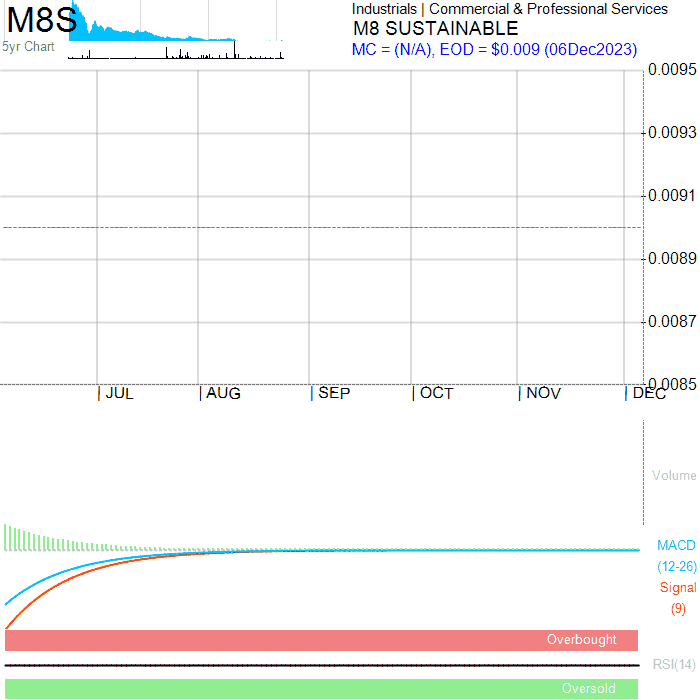 M8S
5yr Chart
Industrials | Commercial & Professional Services
M8 SUSTAINABLE
MC = (N/A), EOD = $0.009 (06Dec2023)
0.0095
0.0093
0.0091
0.0089
0.0087
0.0085
| JUL | AUG | SEP | OCT | NOV | DEC
Volume
MACD
(12-26)
Signal
(9)
Overbought
RSI(14)
Oversold